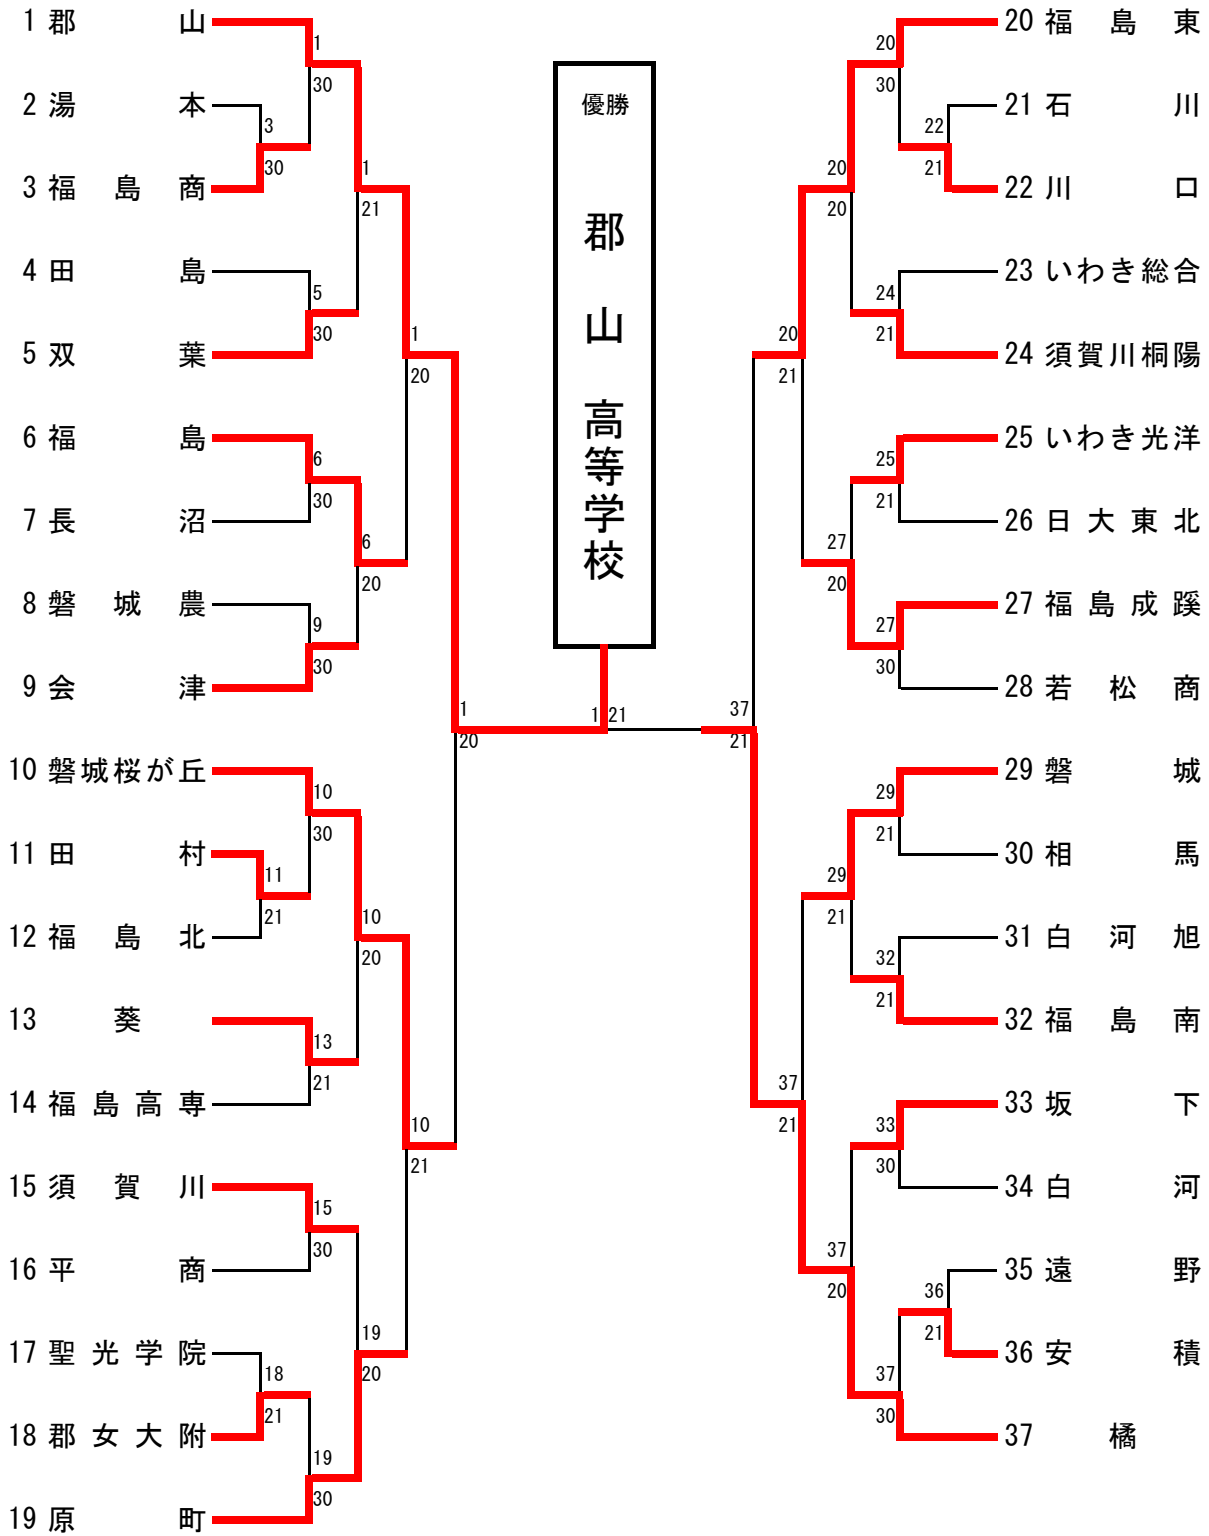 1 郡山
1
30
2 湯本
3
30
3 福島商
1
21
4 田島
5
30
5 双葉
1
20
6 福島
6
30
7 長沼
6
20
8 磐城農
9
30
9 会津
1
20
10 磐城桜が丘
10
30
11 田村
11
21
12 福島北
10
20
13 葵
13
21
14 福島高専
10
21
15 須賀川
15
30
16 平商
19
20
17 聖光学院
18
21
18 郡女大附
19
30
19 原町
優勝
郡山高等学校
1 21
20 福島東
20
30
21 石川
22
21
22 川口
20
20
23 いわき総合
24
21
24 須賀川桐陽
20
21
25 いわき光洋
25
21
26 日大東北
27
20
27 福島成蹊
27
30
28 若松商
37
21
29 磐城
29
21
30 相馬
29
21
31 白河旭
32
21
32 福島南
37
21
33 坂下
33
30
34 白河
37
20
35 遠野
36
21
36 安積
37
30
37 橘